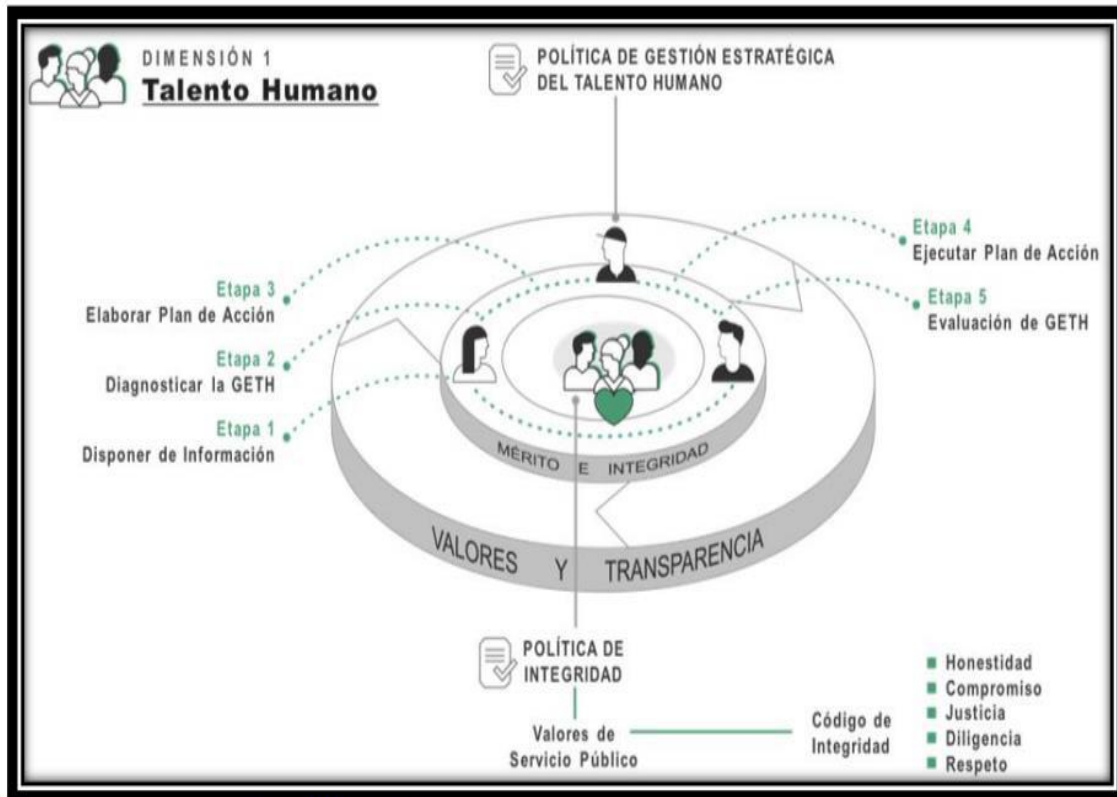 DIMENSIÓN 1
Talento Humano
POLÍTICA DE GESTIÓN ESTRATÉGICA
DEL TALENTO HUMANO
Etapa 3
Elaborar Plan de Acción
Etapa 2
Diagnosticar la GETH
Etapa 1
Disponer de Información
Etapa 4
Ejecutar Plan de Acción
Etapa 5
Evaluación de GETH
MÉRITO E INTEGRIDAD
VALORES Y TRANSPARENCIA
POLÍTICA DE
INTEGRIDAD
Valores de
Servicio Público
Código de
Integridad
Honestidad
Compromiso
Justicia
Diligencia
Respeto